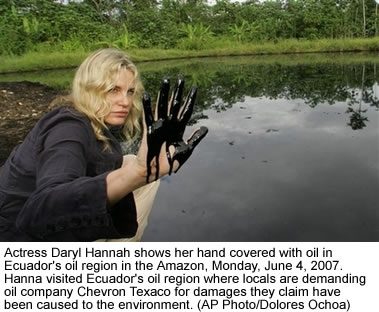 Actress Daryl Hannah shows her hand covered with oil in
Ecuador's oil region in the Amazon, Monday, June 4, 2007.
Hanna visited Ecuador's oil region where locals are demanding
oil company Chevron Texaco for damages they claim have
been caused to the environment. (AP Photo/Dolores Ochoa)